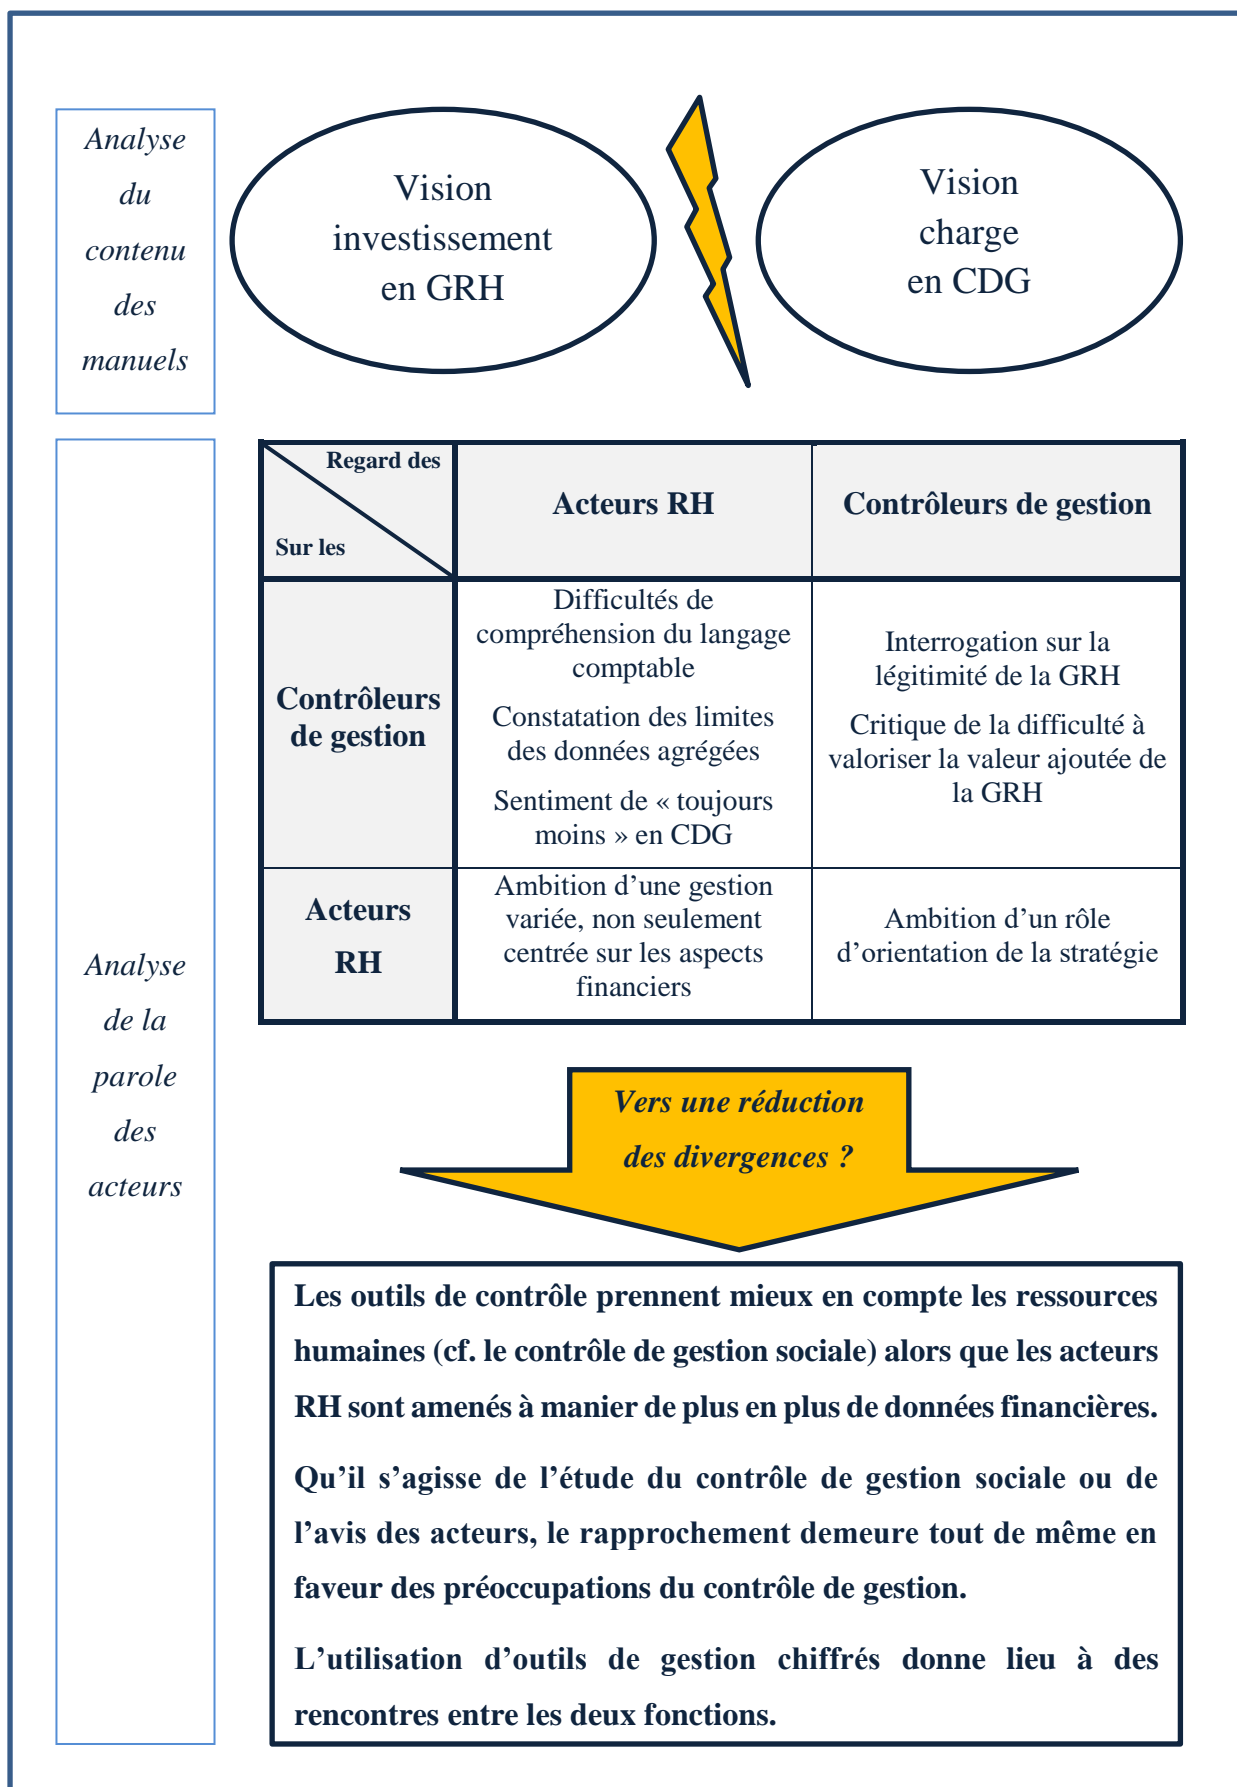 Analyse
du
contenu
des
manuels
Vision
investissement
en GRH
Vision
charge
en CDG
Analyse
de la
parole
des
acteurs
Regard des
Sur les
Acteurs RH
Contrôleurs de gestion
Contrôleurs
de gestion
Difficultés de
compréhension du langage
comptable
Constatation des limites
des données agrégées
Sentiment de « toujours
moins » en CDG
Interrogation sur la
légitimité de la GRH
Critique de la difficulté à
valoriser la valeur ajoutée de
la GRH
Acteurs
RH
Ambition d’une gestion
variée, non seulement
centrée sur les aspects
financiers
Ambition d’un rôle
d’orientation de la stratégie
Vers une réduction
des divergences ?
Les outils de contrôle prennent mieux en compte les ressources
humaines (cf. le contrôle de gestion sociale) alors que les acteurs
RH sont amenés à manier de plus en plus de données financières.
Qu’il s’agisse de l’étude du contrôle de gestion sociale ou de
l’avis des acteurs, le rapprochement demeure tout de même en
faveur des préoccupations du contrôle de gestion.
L’utilisation d’outils de gestion chiffrés donne lieu à des
rencontres entre les deux fonctions.